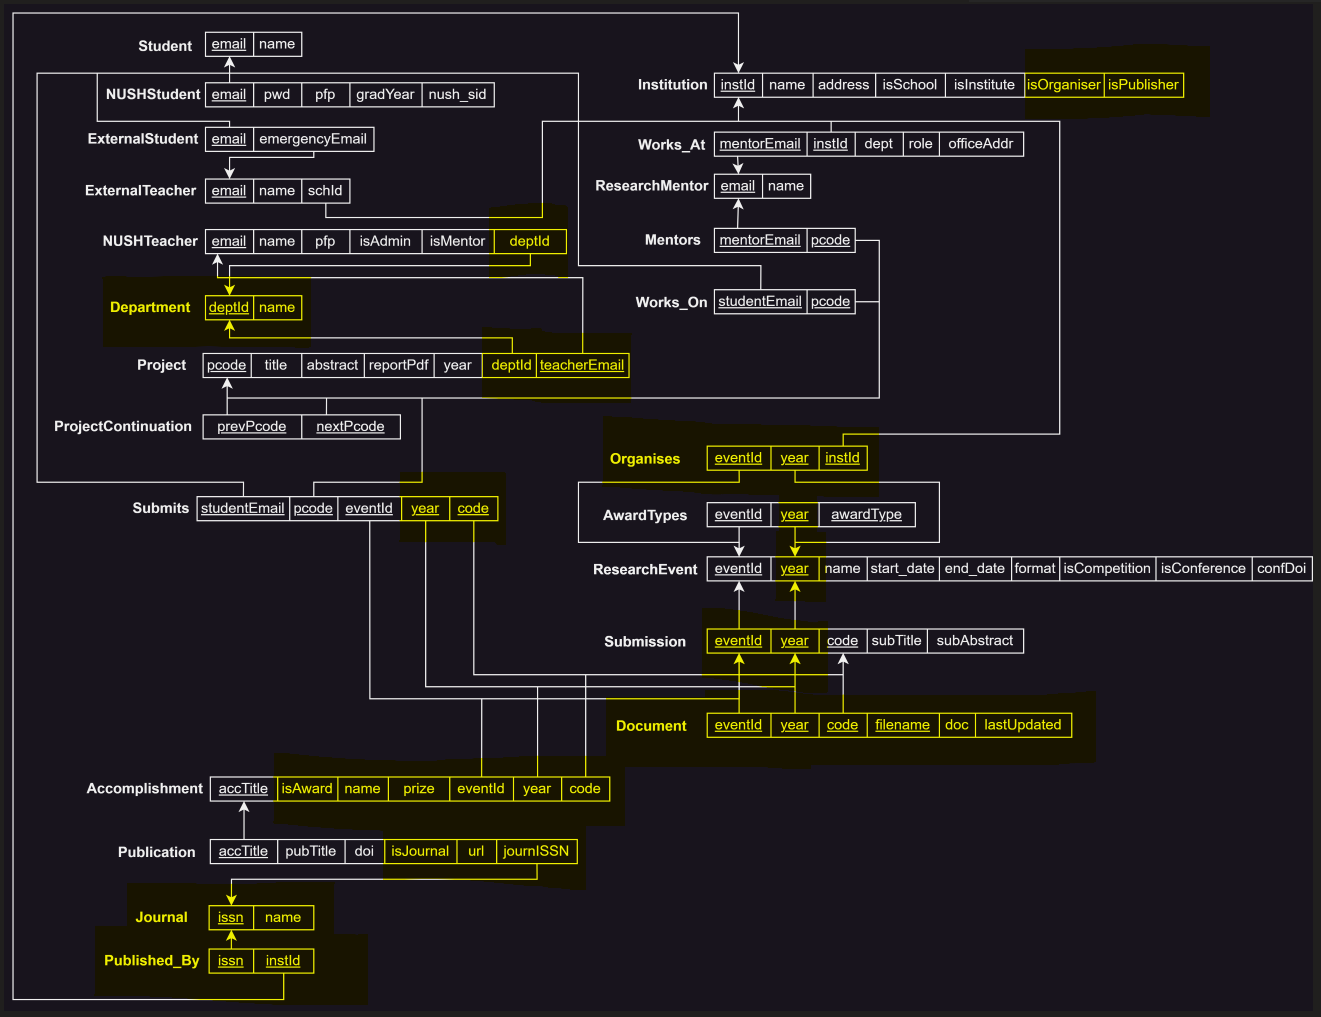 Student email name
NUSHStudent email pwd pfp gradYear nush_sid
ExternalStudent email emergencyEmail
ExternalTeacher email name schId
NUSHTeacher email name pfp isAdmin isMentor deptId
Department deptId name
Project pcode title abstract reportPdf year deptId teacherEmail
ProjectContinuation prevPcode nextPcode
Submits studentEmail pcode eventId year code
Institution instId name address isSchool isInstitute isOrganiser isPublisher
Works_At mentorEmail instId dept role officeAddr
ResearchMentor email name
Mentors mentorEmail pcode
Works_On studentEmail pcode
Organises eventId year instId
AwardTypes eventId year awardType
ResearchEvent eventId year name start_date end_date format isCompetition isConference confDoi
Submission eventId year code subTitle subAbstract
Document eventId year code filename doc lastUpdated
Accomplishment accTitle isAward name prize eventId year code
Publication accTitle pubTitle doi isJournal url journISSN
Journal issn name
Published_By issn instId